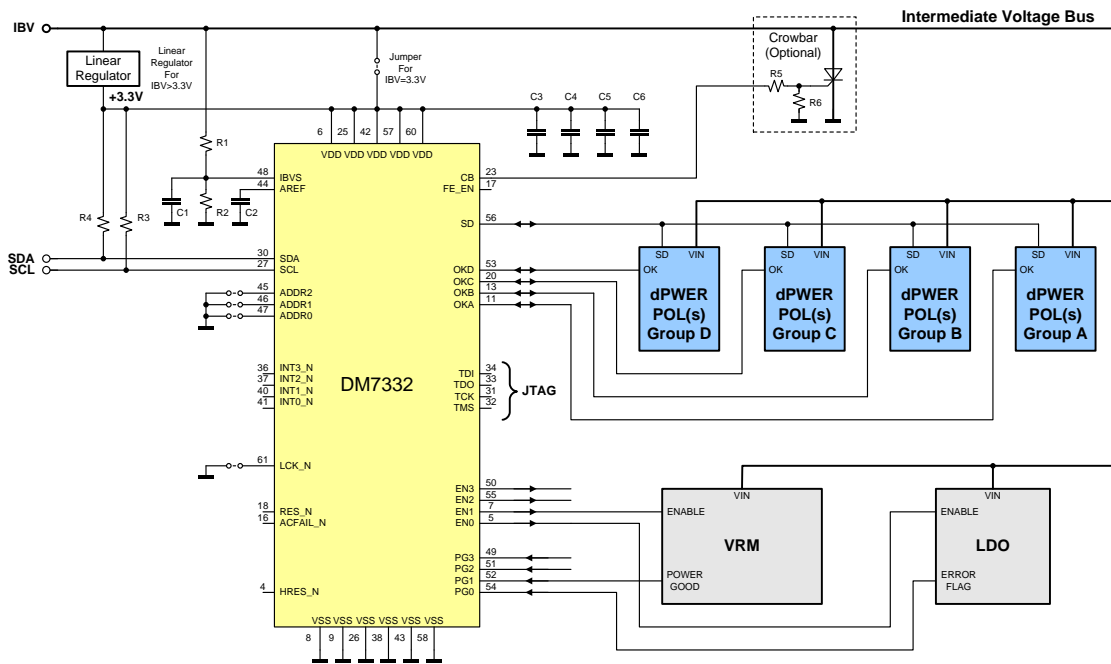 IBV
Intermediate Voltage Bus
Linear
Regulator
Linear
Regulator
For
IBV>3.3V
+3.3V
Jumper
For
IBV=3.3V
Crowbar
(Optional)
R5
R6
C3 C4 C5 C6
R1
6 25 42 57 60
VDD VDD VDD VDD VDD
48 IBVS
44 AREF
CB 23
FE_EN 17
R4 R3 C1 R2 C2
SD 56
SDA
SCL
30 SDA
27 SCL
OKD 53
OKC 20
OKB 13
OKA 11
SD VIN
OK
dPWER
POL(s)
Group D
SD VIN
OK
dPWER
POL(s)
Group C
SD VIN
OK
dPWER
POL(s)
Group B
SD VIN
OK
dPWER
POL(s)
Group A
45 ADDR2
46 ADDR1
47 ADDR0
36 INT3_N
37 INT2_N
40 INT1_N
41 INT0_N
DM7332
TDI 34
TDO 33
TCK 31
TMS 32
JTAG
61 LCK_N
18 RES_N
16 ACFAIL_N
EN3 50
EN2 55
EN1 7
EN0 5
PG3 49
PG2 51
PG1 52
PG0 54
VIN
ENABLE
VRM
POWER
GOOD
VIN
ENABLE
LDO
ERROR
FLAG
4 HRES_N
VSS VSS VSS VSS VSS VSS
8 9 26 38 43 58